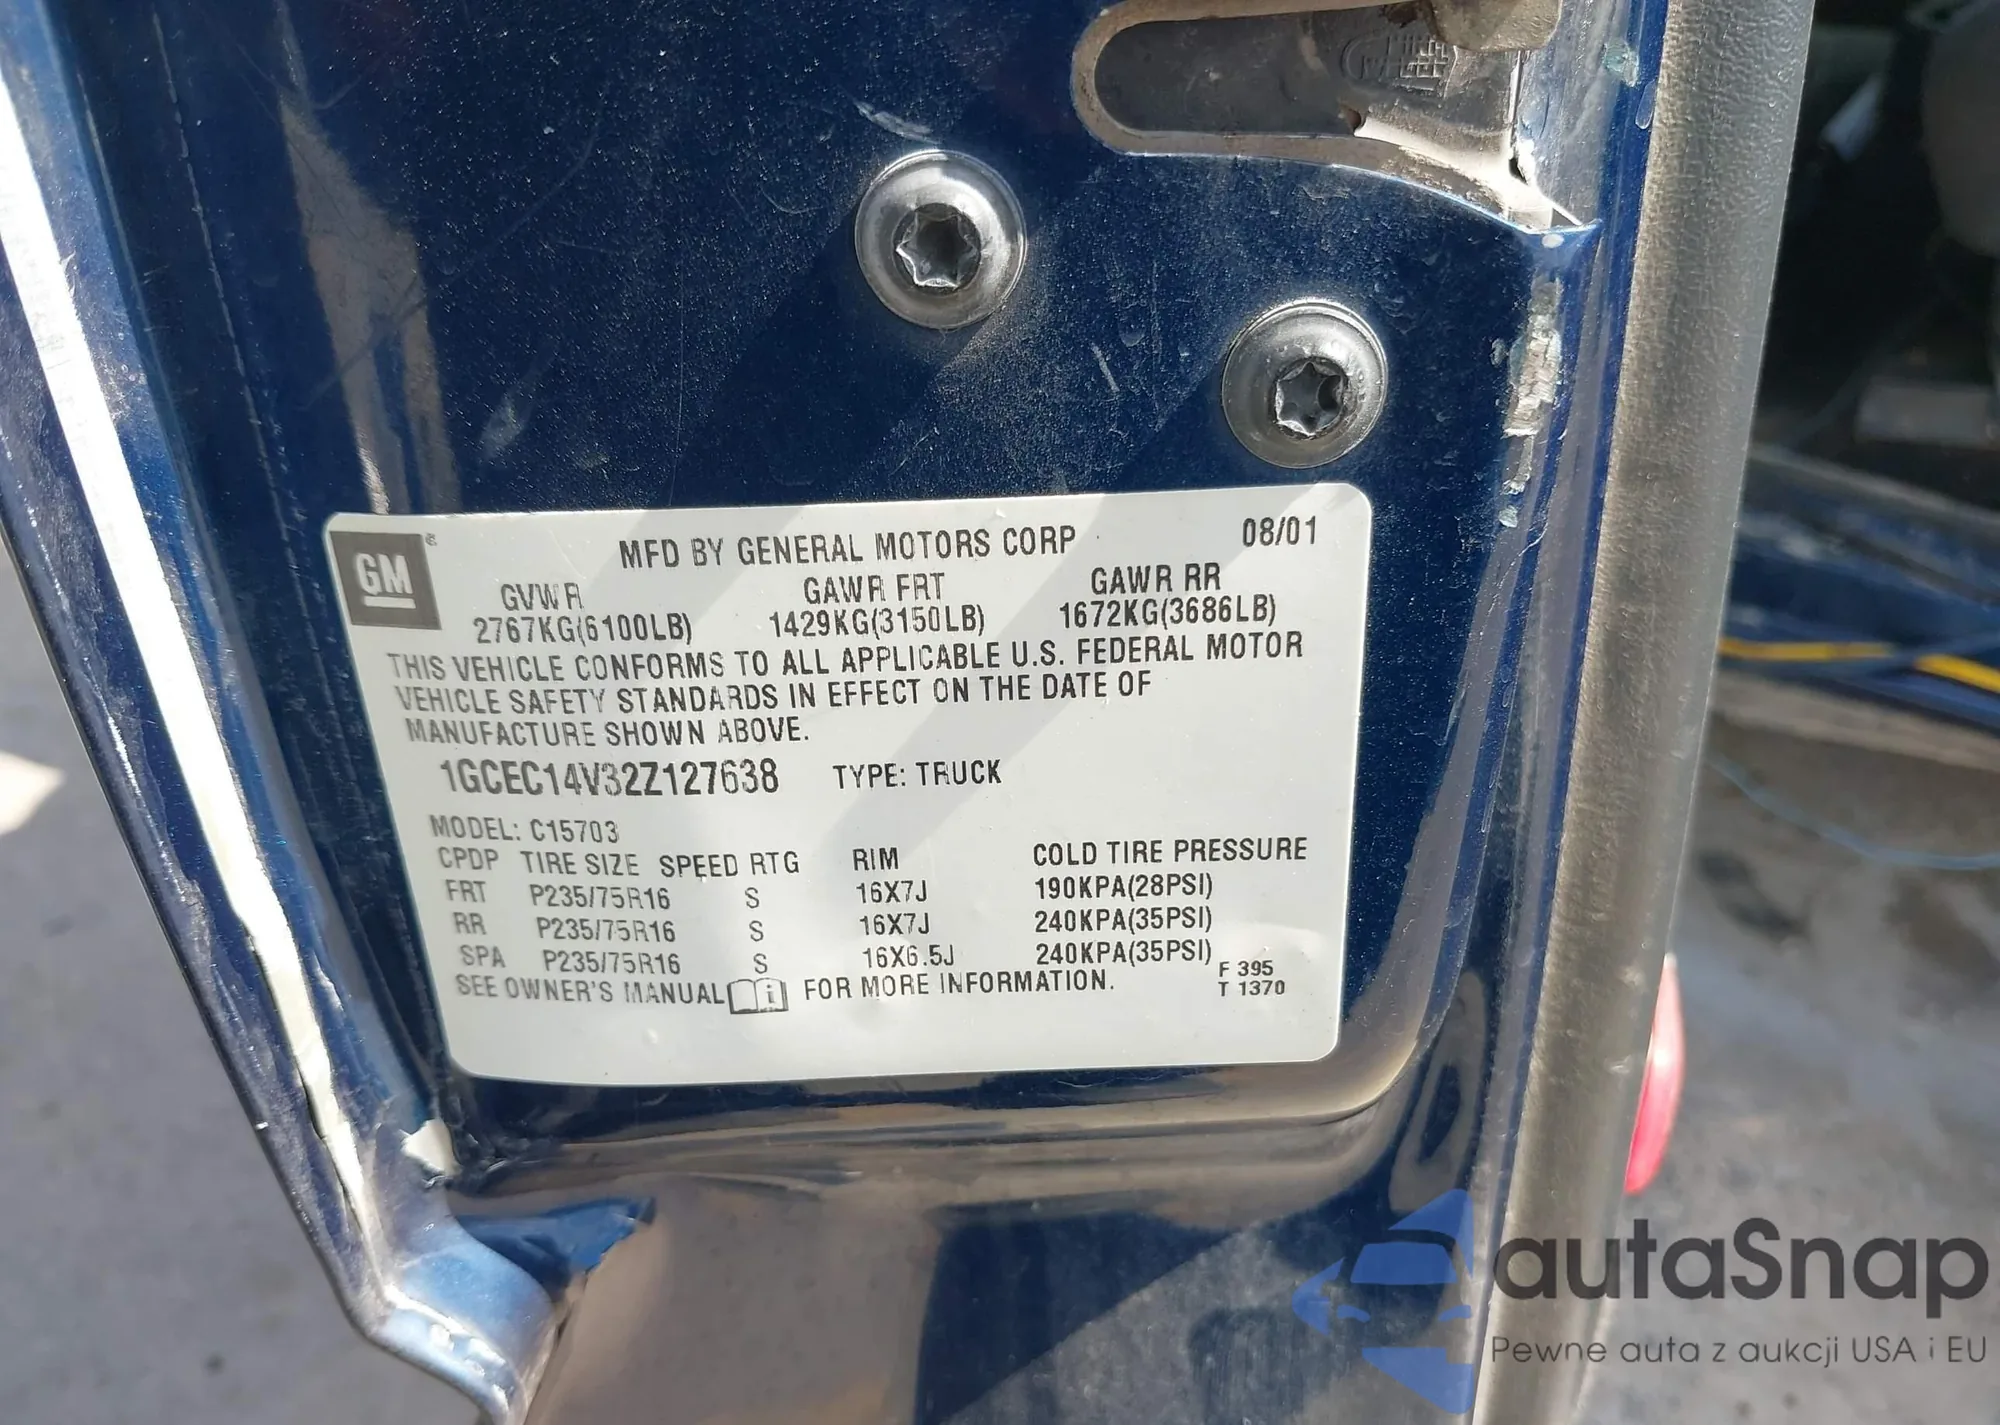 GM
MFD BY GENERAL MOTORS CORP 08/01
GVWR GAWR FRT GAWR RR
2767KG(6100LB) 1429KG(3150LB) 1672KG(3686LB)
THIS VEHICLE CONFORMS TO ALL APPLICABLE U.S. FEDERAL MOTOR
VEHICLE SAFETY STANDARDS IN EFFECT ON THE DATE OF
MANUFACTURE SHOWN ABOVE.
1GCEC14V32Z127638 TYPE: TRUCK
MODEL: C15703
CPDP TIRE SIZE SPEED RTG RIM COLD TIRE PRESSURE
FRT P235/75R16 S 16X7J 190KPA(28PSI)
RR P235/75R16 S 16X7J 240KPA(35PSI)
SPA P235/75R16 S 16X6.5J 240KPA(35PSI)
SEE OWNER'S MANUAL i FOR MORE INFORMATION.
F 395
T 1370
autaSnap
Pewne auta z aukcji USA i EU